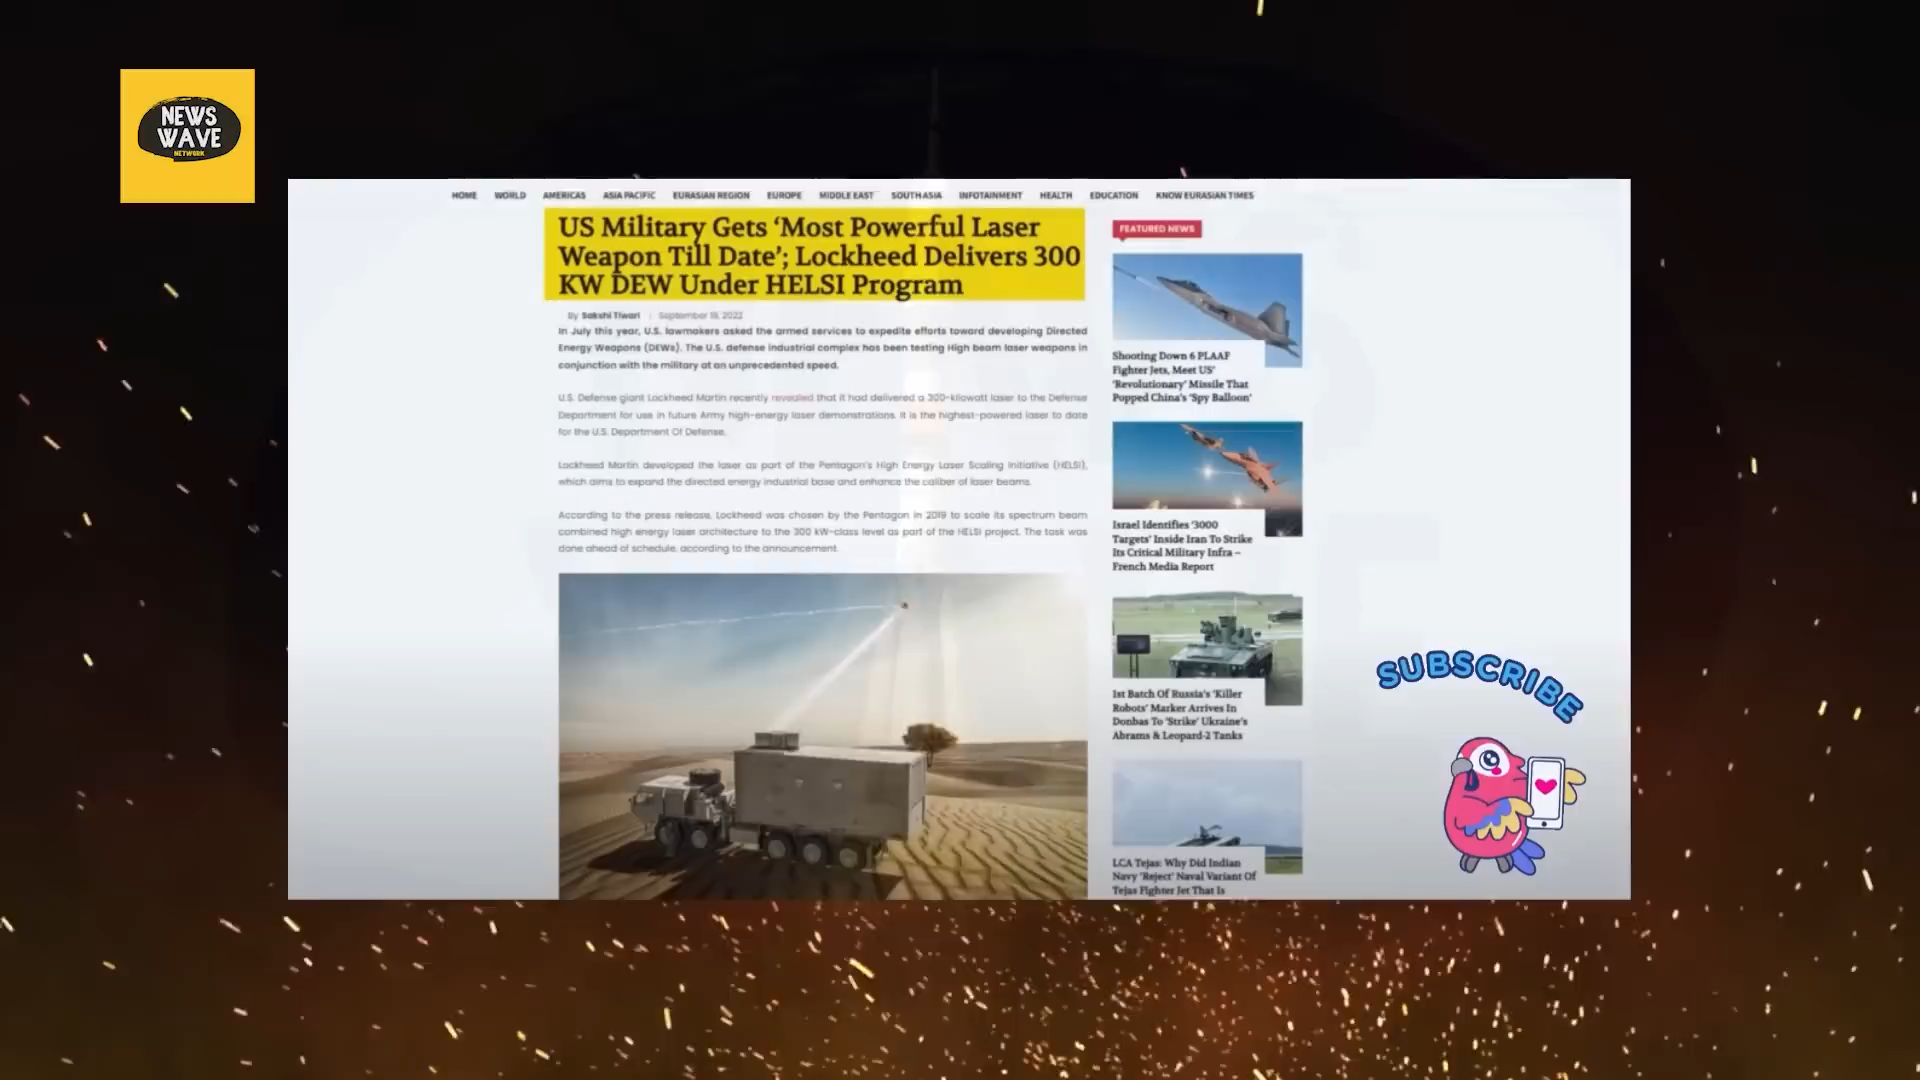 NEWS
WAVE
NETWORK
HOME WORLD AMERICAS ASIA PACIFIC EURASIAN REGION EUROPE MIDDLE EAST SOUTH ASIA INFOTAINMENT HEALTH EDUCATION KNOW EURASIAN TIMES
US Military Gets ‘Most Powerful Laser
Weapon Till Date’; Lockheed Delivers 300
KW DEW Under HELSI Program
By Sakshi Tiwari | September 19, 2022
In July this year, U.S. lawmakers asked the armed services to expedite efforts toward developing Directed
Energy Weapons (DEWs). The U.S. defense industrial complex has been testing High beam laser weapons in
conjunction with the military at an unprecedented speed.
U.S. Defense giant Lockheed Martin recently revealed that it had delivered a 300-kilowatt laser to the Defense
Department for use in future Army high-energy laser demonstrations. It is the highest-powered laser to date
for the U.S. Department Of Defense.
Lockheed Martin developed the laser as part of the Pentagon's High Energy Laser Scaling Initiative (HELSI),
which aims to expand the directed energy industrial base and enhance the caliber of laser beams.
According to the press release, Lockheed was chosen by the Pentagon in 2019 to scale its spectrum beam
combined high energy laser architecture to the 300 kW-class level as part of the HELSI project. The task was
done ahead of schedule, according to the announcement.
FEATURED NEWS
Shooting Down 6 PLAAF
Fighter Jets, Meet US’
‘Revolutionary’ Missile That
Popped China’s ‘Spy Balloon’
Israel Identifies ‘3000
Targets’ Inside Iran To Strike
Its Critical Military Infra –
French Media Report
1st Batch Of Russia’s ‘Killer
Robots’ Marker Arrives In
Donbas To ‘Strike’ Ukraine’s
Abrams & Leopard-2 Tanks
LCA Tejas: Why Did Indian
Navy ‘Reject’ Naval Variant Of
Tejas Fighter Jet That Is
SUBSCRIBE